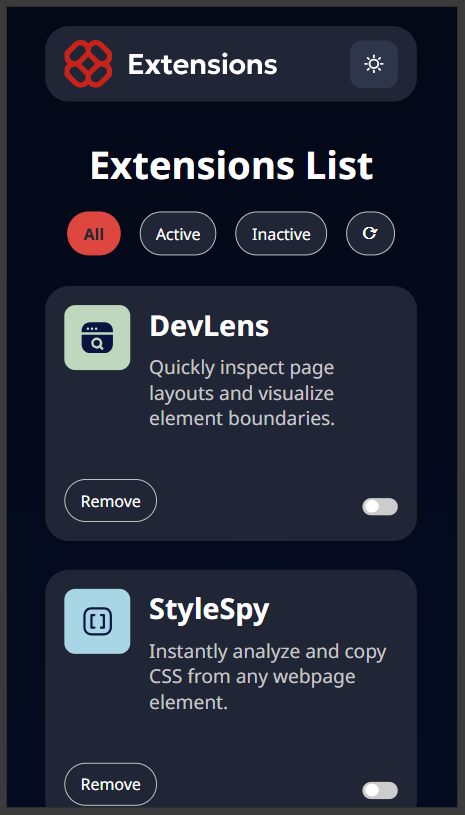 Extensions
Extensions List
All
Active
Inactive
DevLens
Quickly inspect page
layouts and visualize
element boundaries.
Remove
StyleSpy
Instantly analyze and copy
CSS from any webpage
element.
Remove